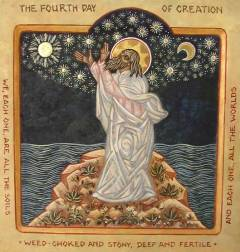 THE FOURTH DAY OF CREATION
WE, EACH ONE, ARE ALL THE SOILS
AND EACH ONE, ALL THE WORLDS
• WEED-CHOKED AND STONY, DEEP AND FERTILE •